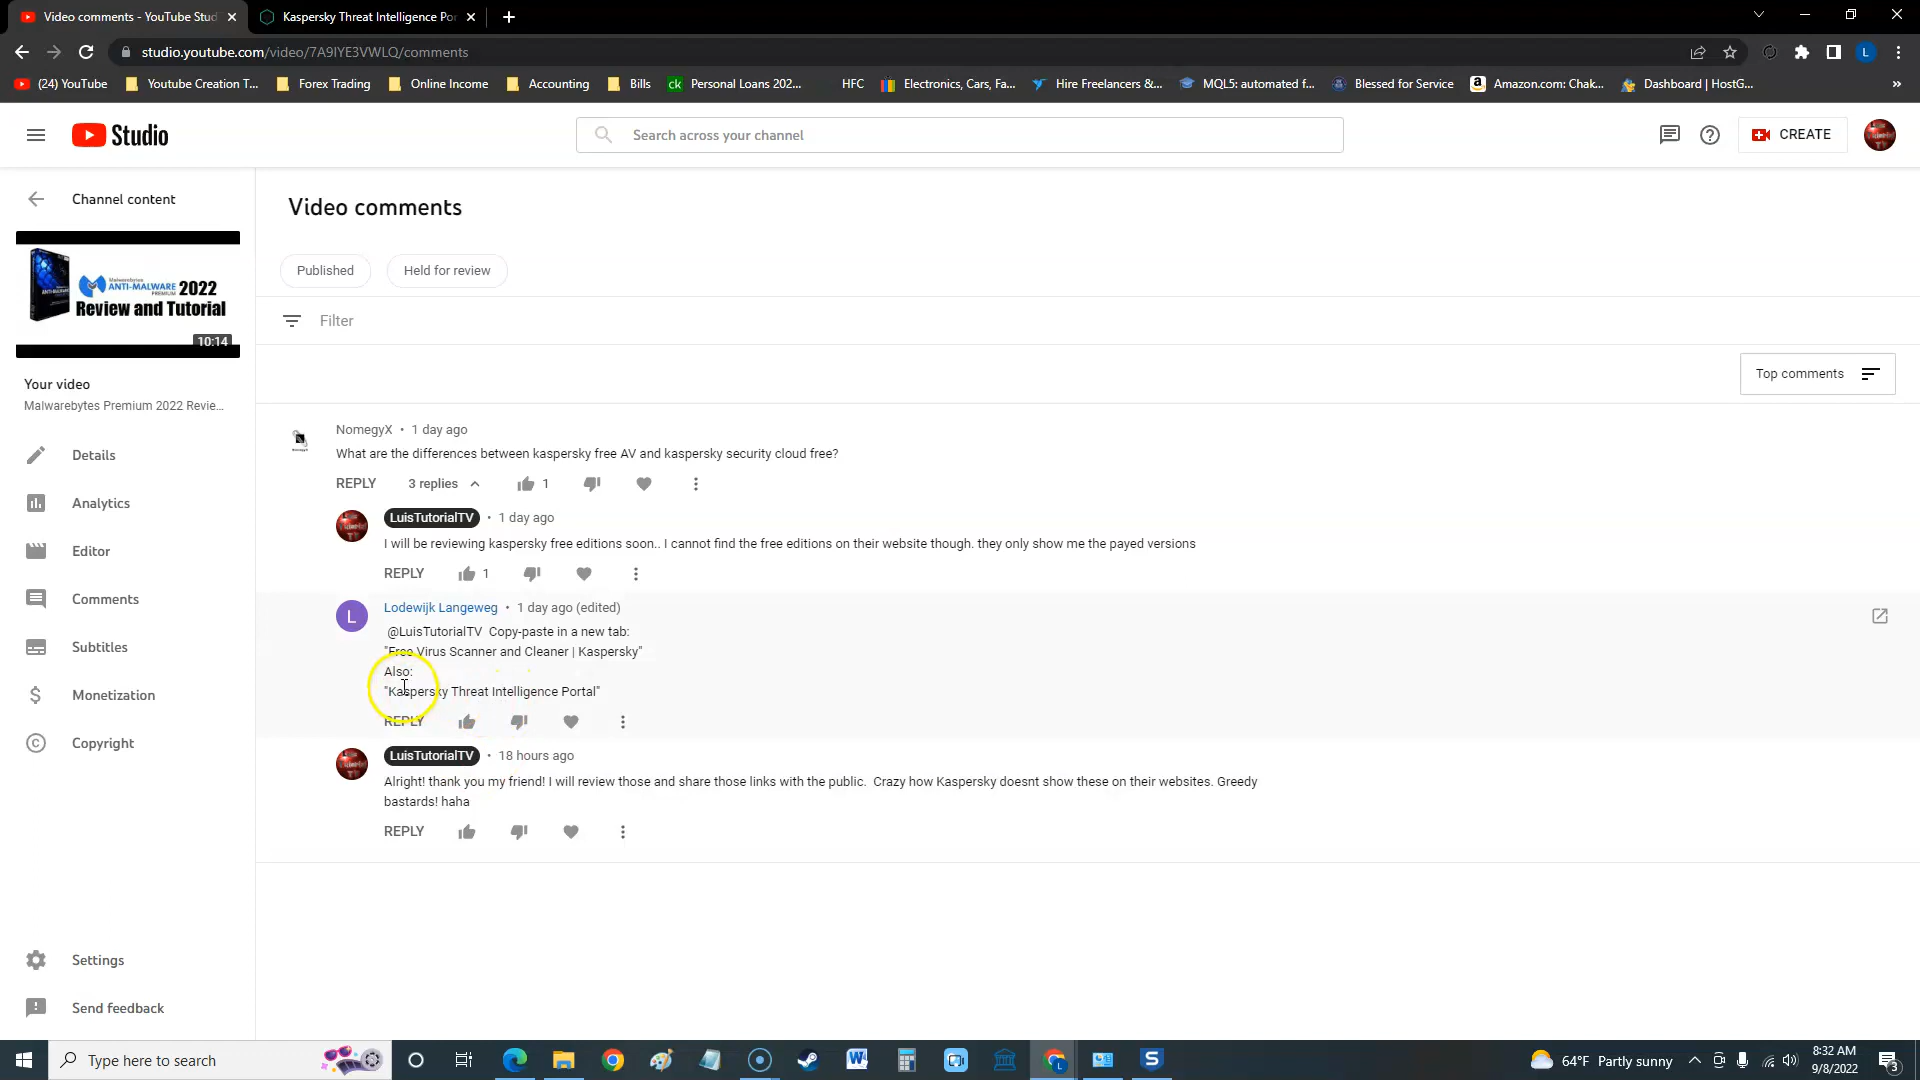 Video comments - YouTube Stud
Kaspersky Threat Intelligence Por
studio.youtube.com/video/7A9IYE3VWLQ/comments
L
(24) YouTube
Youtube Creation T...
Forex Trading
Online Income
Accounting
Bills
ck
Personal Loans 202...
HFC
Electronics, Cars, Fa...
Hire Freelancers &...
MQL5: automated f...
Blessed for Service
Amazon.com: Chak...
Dashboard | HostG...
»
Studio
Search across your channel
CREATE
Channel content
Malwarebytes
ANTI-MALWARE 2022
PREMIUM
Review and Tutorial
10:14
Your video
Malwarebytes Premium 2022 Revie...
Details
Analytics
Editor
Comments
Subtitles
Monetization
Copyright
Settings
Send feedback
Video comments
Published
Held for review
Filter
Top comments
NomegyX • 1 day ago
What are the differences between kaspersky free AV and kaspersky security cloud free?
REPLY 3 replies 1
LuisTutorialTV • 1 day ago
I will be reviewing kaspersky free editions soon.. I cannot find the free editions on their website though. they only show me the payed versions
REPLY 1
L
Lodewijk Langeweg • 1 day ago (edited)
@LuisTutorialTV Copy-paste in a new tab:
"Free Virus Scanner and Cleaner | Kaspersky"
Also:
"Kaspersky Threat Intelligence Portal"
REPLY
LuisTutorialTV • 18 hours ago
Alright! thank you my friend! I will review those and share those links with the public. Crazy how Kaspersky doesnt show these on their websites. Greedy
bastards! haha
REPLY
Type here to search
64°F Partly sunny
8:32 AM
9/8/2022
3